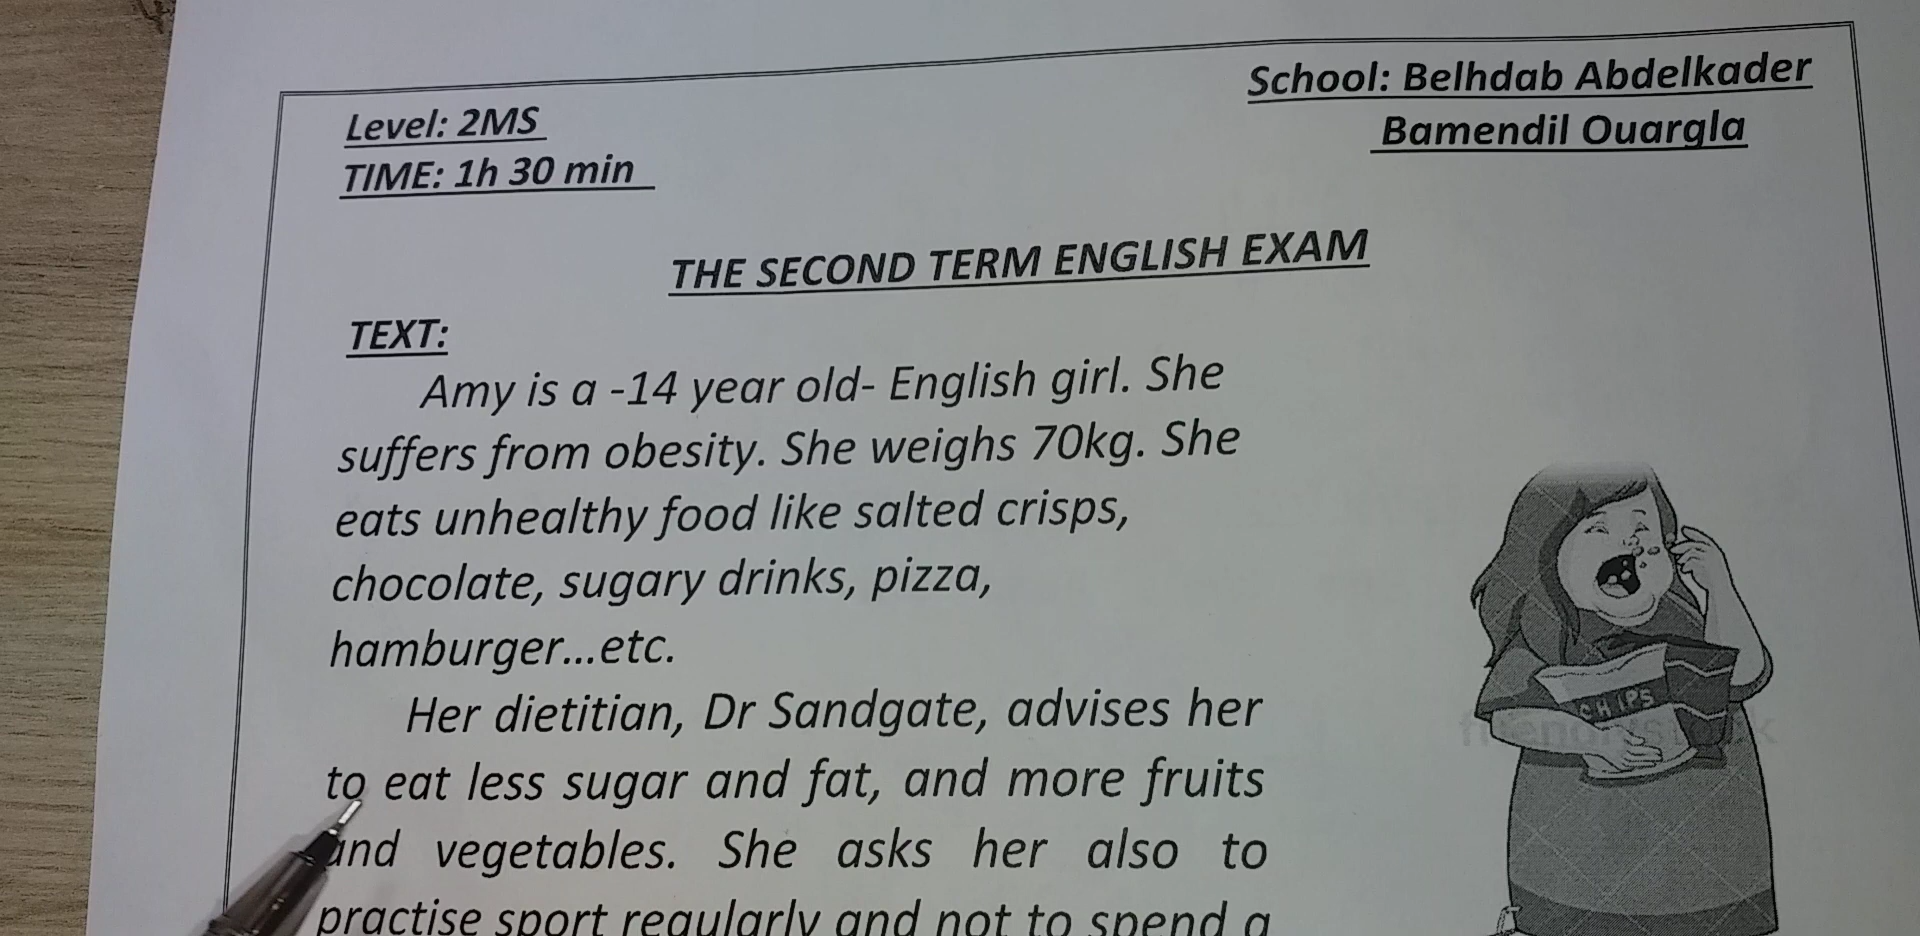 Level: 2MS
School: Belhdab Abdelkader
TIME: 1h 30 min
Bamendil Ouargla
THE SECOND TERM ENGLISH EXAM
TEXT:
Amy is a -14 year old- English girl. She
suffers from obesity. She weighs 70kg. She
eats unhealthy food like salted crisps,
chocolate, sugary drinks, pizza,
hamburger...etc.
Her dietitian, Dr Sandgate, advises her
to eat less sugar and fat, and more fruits
and vegetables. She asks her also to
practise sport regularly and not to spend a
CHIPS